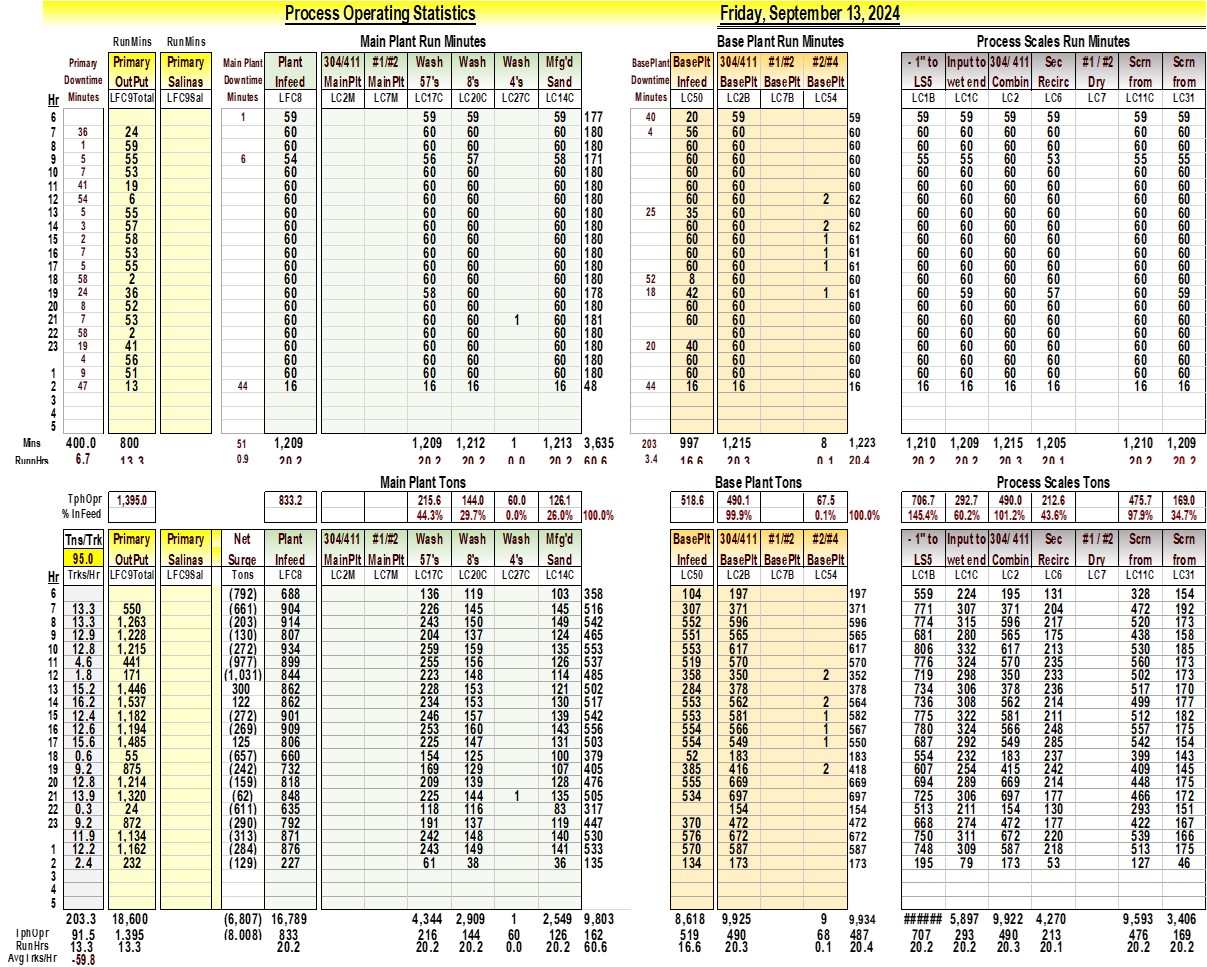 Process Operating Statistics Friday, September 13, 2024
RunMins RunMins Main Plant Run Minutes Base Plant Run Minutes Process Scales Run Minutes
Primary Primary Primary Main Plant Plant 304/411 #1/#2 Wash Wash Wash Mfg'd BasePlant BasePlt 304/411 #1/#2 #2/#4 - 1" to Input to 304/ 411 Sec #1 / #2 Scrn Scrn
Downtime OutPut Salinas Downtime Infeed MainPlt MainPlt 57's 8's 4's Sand Downtime Infeed BasePlt BasePlt BasePlt LS5 wet end Combin Recirc Dry from from
Hr Minutes LFC9Total LFC9Sal Minutes LFC8 LC2M LC7M LC17C LC20C LC27C LC14C Minutes LC50 LC2B LC7B LC54 LC1B LC1C LC2 LC6 LC7 LC11C LC31
6 1 59 59 59 59 177 40 20 59 59 59 59 59 59 59 59
7 36 24 60 60 60 60 180 4 56 60 60 60 60 60 60 60 60
8 1 59 60 60 60 60 180 60 60 60 60 60 60 60 60 60
9 5 55 6 54 56 57 58 171 60 60 60 55 55 60 53 55 55
10 7 53 60 60 60 60 180 60 60 60 60 60 60 60 60 60
11 41 19 60 60 60 60 180 60 60 60 60 60 60 60 60 60
12 54 6 60 60 60 60 180 60 60 2 62 60 60 60 60 60 60
13 5 55 60 60 60 60 180 25 35 60 60 60 60 60 60 60 60
14 3 57 60 60 60 60 180 60 60 2 62 60 60 60 60 60 60
15 2 58 60 60 60 60 180 60 60 1 61 60 60 60 60 60 60
16 7 53 60 60 60 60 180 60 60 1 61 60 60 60 60 60 60
17 5 55 60 60 60 60 180 60 60 1 61 60 60 60 60 60 60
18 58 2 60 60 60 60 180 52 8 60 60 60 60 60 60 60 60
19 24 36 60 58 60 60 178 18 42 60 1 61 60 59 60 57 60 59
20 8 52 60 60 60 60 180 60 60 60 60 60 60 60 60 60
21 7 53 60 60 60 1 60 181 60 60 60 60 60 60 60 60 60
22 58 2 60 60 60 60 180 60 60 60 60 60 60 60 60
23 19 41 60 60 60 60 180 20 40 60 60 60 60 60 60 60 60
4 56 60 60 60 60 180 60 60 60 60 60 60 60 60 60
1 9 51 60 60 60 60 180 60 60 60 60 60 60 60 60 60
2 47 13 44 16 16 16 16 48 44 16 16 16 16 16 16 16 16 16
3
4
5
Mins 400.0 800 51 1,209 1,209 1,212 1 1,213 3,635 203 997 1,215 8 1,223 1,210 1,209 1,215 1,205 1,210 1,209
RunnHrs 6.7 13.3 0.9 20.2 20.2 20.2 0.0 20.2 60.6 3.4 16.6 20.3 0.1 20.4 20.2 20.2 20.3 20.1 20.2 20.2
Main Plant Tons Base Plant Tons Process Scales Tons
TphOpr 1,395.0 833.2 215.6 144.0 60.0 126.1 518.6 490.1 67.5 706.7 292.7 490.0 212.6 475.7 169.0
% InFeed 44.3% 29.7% 0.0% 26.0% 100.0% 99.9% 0.1% 100.0% 145.4% 60.2% 101.2% 43.6% 97.9% 34.7%
Tns/Trk Primary Primary Net Plant 304/411 #1/#2 Wash Wash Wash Mfg'd BasePlt 304/411 #1/#2 #2/#4 - 1" to Input to 304/ 411 Sec #1 / #2 Scrn Scrn
95.0 OutPut Salinas Surge Infeed MainPlt MainPlt 57's 8's 4's Sand Infeed BasePlt BasePlt BasePlt LS5 wet end Combin Recirc Dry from from
Hr Trks/Hr LFC9Total LFC9Sal Tons LFC8 LC2M LC7M LC17C LC20C LC27C LC14C LC50 LC2B LC7B LC54 LC1B LC1C LC2 LC6 LC7 LC11C LC31
6 (792) 688 136 119 103 358 104 197 197 559 224 195 131 328 154
7 13.3 550 (661) 904 226 145 145 516 307 371 371 771 307 371 204 472 192
8 13.3 1,263 (203) 914 243 150 149 542 552 596 596 774 315 596 217 520 173
9 12.9 1,228 (130) 807 204 137 124 465 551 565 565 681 280 565 175 438 158
10 12.8 1,215 (272) 934 259 159 135 553 553 617 617 806 332 617 213 530 185
11 4.6 441 (977) 899 255 156 126 537 519 570 570 776 324 570 235 560 173
12 1.8 171 (1,031) 844 223 148 114 485 358 350 2 352 719 298 350 233 502 173
13 15.2 1,446 300 862 228 153 121 502 284 378 378 734 306 378 236 517 170
14 16.2 1,537 122 862 234 153 130 517 553 562 2 564 736 308 562 214 499 177
15 12.4 1,182 (272) 901 246 157 139 542 553 581 1 582 775 322 581 211 512 182
16 12.6 1,194 (269) 909 253 160 143 556 554 566 1 567 780 324 566 248 557 175
17 15.6 1,485 125 806 225 147 131 503 554 549 1 550 687 292 549 285 542 154
18 0.6 55 (657) 660 154 125 100 379 52 183 183 554 232 183 237 399 143
19 9.2 875 (242) 732 169 129 107 405 385 416 2 418 607 254 415 242 409 145
20 12.8 1,214 (159) 818 209 139 128 476 555 669 669 694 289 669 214 448 175
21 13.9 1,320 (62) 848 225 144 1 135 505 534 697 697 725 306 697 177 466 172
22 0.3 24 (611) 635 118 116 83 317 154 154 513 211 154 130 293 151
23 9.2 872 (290) 792 191 137 119 447 370 472 472 668 274 472 177 422 167
11.9 1,134 (313) 871 242 148 140 530 576 672 672 750 311 672 220 539 166
1 12.2 1,162 (284) 876 243 149 141 533 570 587 587 748 309 587 218 513 175
2 2.4 232 (129) 227 61 38 36 135 134 173 173 195 79 173 53 127 46
3
4
5
203.3 18,600 (6,807) 16,789 4,344 2,909 1 2,549 9,803 8,618 9,925 9 9,934 ###### 5,897 9,922 4,270 9,593 3,406
TphOpr 91.5 1,395 (8,008) 833 216 144 60 126 162 519 490 68 487 707 293 490 213 476 169
RunHrs 13.3 13.3 20.2 20.2 20.2 0.0 20.2 60.6 16.6 20.3 0.1 20.4 20.2 20.2 20.3 20.1 20.2 20.2
AvgTrks/Hr -59.8